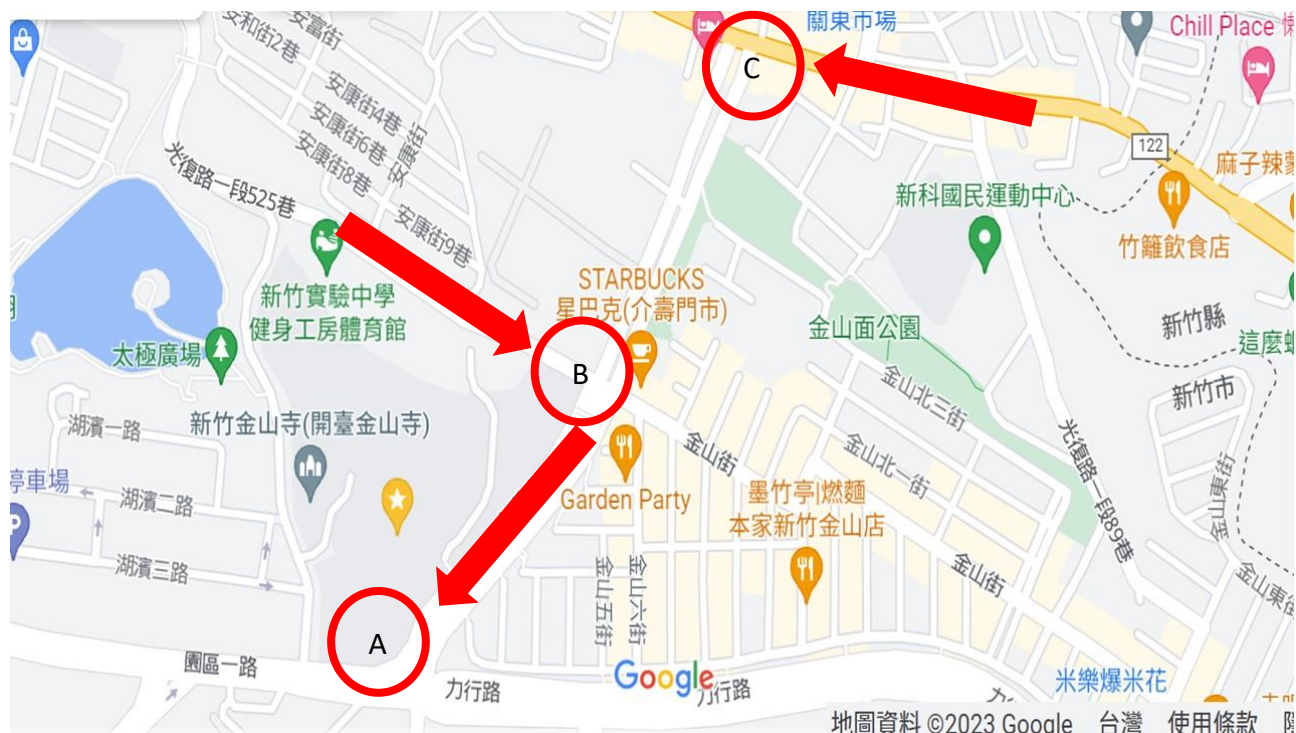 關東市場
Chill Place
安和街2巷
安富街
C
安康街4巷
安康街6巷
安康街8巷
安康街
122
麻子辣
光復路一段525巷
安康街9巷
新科國民運動中心
竹籬飲食店
新竹實驗中學
健身工房體育館
STARBUCKS
星巴克(介壽門市)
金山面公園
新竹縣
這麼
太極廣場
B
金山北三街
新竹市
湖濱一路
新竹金山寺(開臺金山寺)
金山街
金山北一街
光復路一段89巷
停車場
湖濱二路
Garden Party
墨竹亭|燃麵
本家新竹金山店
金山東街
湖濱三路
金山五街
金山六街
金山街
金山東街
A
園區一路
力行路
Google
力行路
米樂爆米花
地圖資料 ©2023 Google 台灣 使用條款